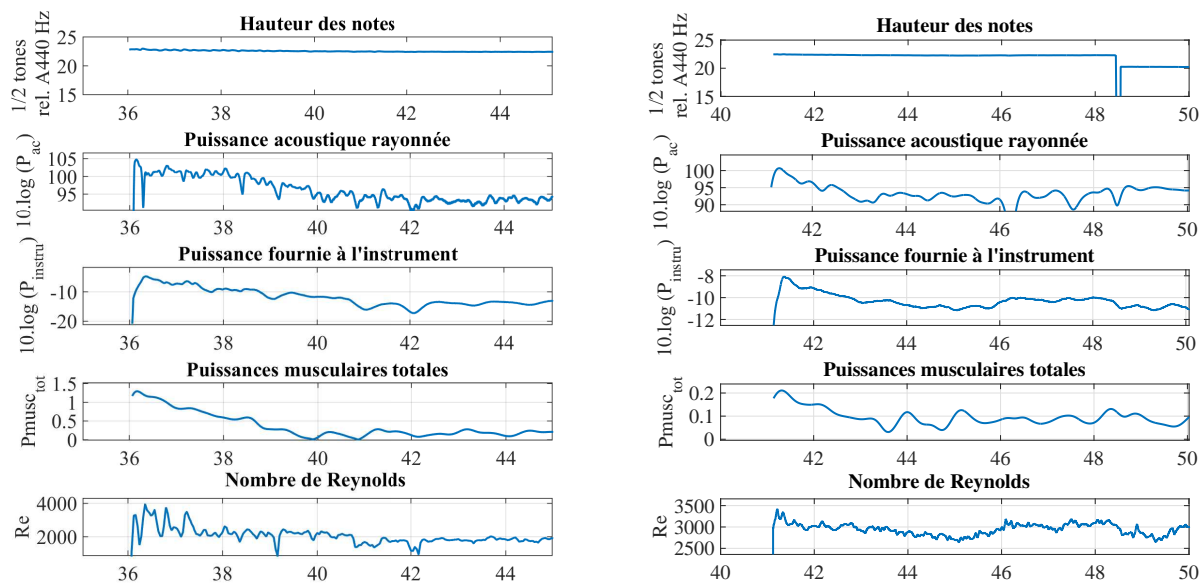 Hauteur des notes
1/2 tones
rel. A440 Hz
25
20
15
36 38 40 42 44
Puissance acoustique rayonnée
10.log (P_ac)
105
100
95
36 38 40 42 44
Puissance fournie à l'instrument
10.log (P_instru)
-10
-20
36 38 40 42 44
Puissances musculaires totales
Pmusc_tot
1.5
1
0.5
0
36 38 40 42 44
Nombre de Reynolds
Re
4000
2000
36 38 40 42 44
Hauteur des notes
1/2 tones
rel. A440 Hz
25
20
15
42 44 46 48 50
Puissance acoustique rayonnée
10.log (P_ac)
100
95
90
42 44 46 48 50
Puissance fournie à l'instrument
10.log (P_instru)
-8
-10
-12
42 44 46 48 50
Puissances musculaires totales
Pmusc_tot
0.2
0.1
0
42 44 46 48 50
Nombre de Reynolds
Re
3500
3000
2500
40 42 44 46 48 50